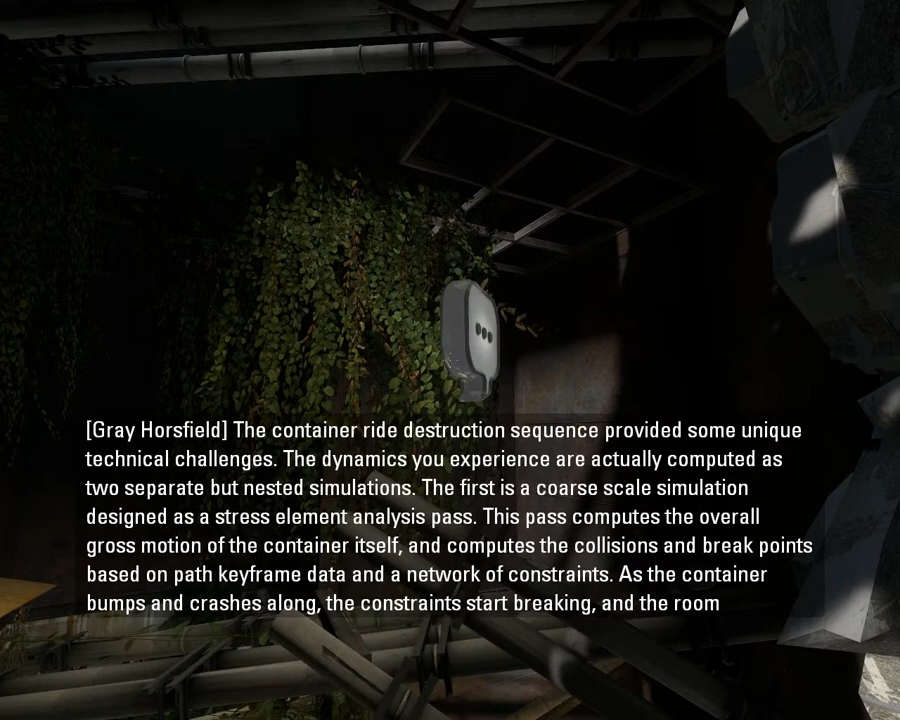 [Gray Horsfield] The container ride destruction sequence provided some unique
technical challenges. The dynamics you experience are actually computed as
two separate but nested simulations. The first is a coarse scale simulation
designed as a stress element analysis pass. This pass computes the overall
gross motion of the container itself, and computes the collisions and break points
based on path keyframe data and a network of constraints. As the container
bumps and crashes along, the constraints start breaking, and the room